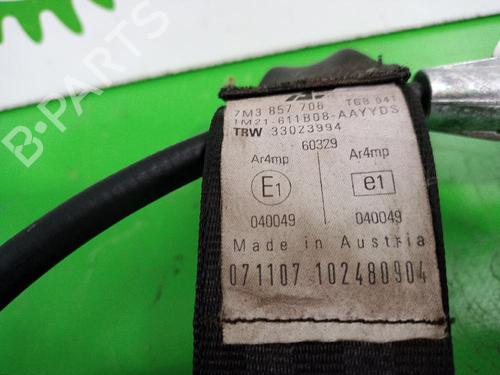 7M3 857 706 TGB 041
1M21-611B08-AAYYDS
TRW 33023994
60329
Ar4mp Ar4mp
E1 e1
040049 040049
Made in Austria
071107 102480904
B-Parts